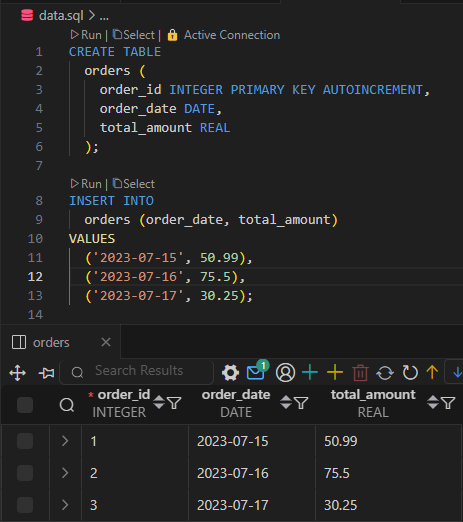 data.sql > ...
Run | Select | Active Connection
1 CREATE TABLE
2 orders (
3 order_id INTEGER PRIMARY KEY AUTOINCREMENT,
4 order_date DATE,
5 total_amount REAL
6 );
7
Run | Select
8 INSERT INTO
9 orders (order_date, total_amount)
10 VALUES
11 ('2023-07-15', 50.99),
12 ('2023-07-16', 75.5),
13 ('2023-07-17', 30.25);
14
orders
Search Results 1
* order_id order_date total_amount
INTEGER DATE REAL
1 2023-07-15 50.99
2 2023-07-16 75.5
3 2023-07-17 30.25